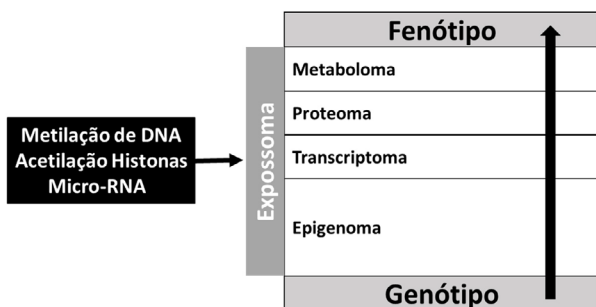 Fenótipo
Metaboloma
Proteoma
Transcriptoma
Epigenoma
Genótipo
Expossoma
Metilação de DNA
Acetilação Histonas
Micro-RNA